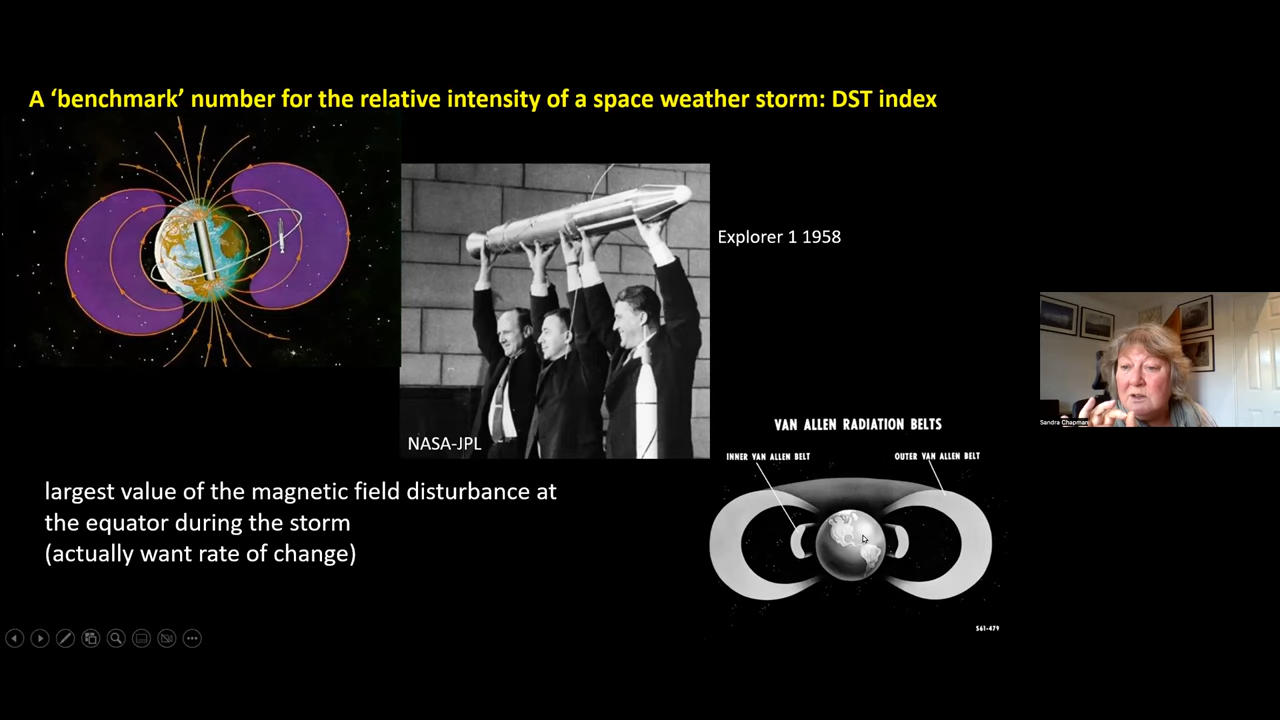 A ‘benchmark’ number for the relative intensity of a space weather storm: DST index
Explorer 1 1958
NASA-JPL
largest value of the magnetic field disturbance at
the equator during the storm
(actually want rate of change)
VAN ALLEN RADIATION BELTS
INNER VAN ALLEN BELT
OUTER VAN ALLEN BELT
S61-479
Sandra Chapman